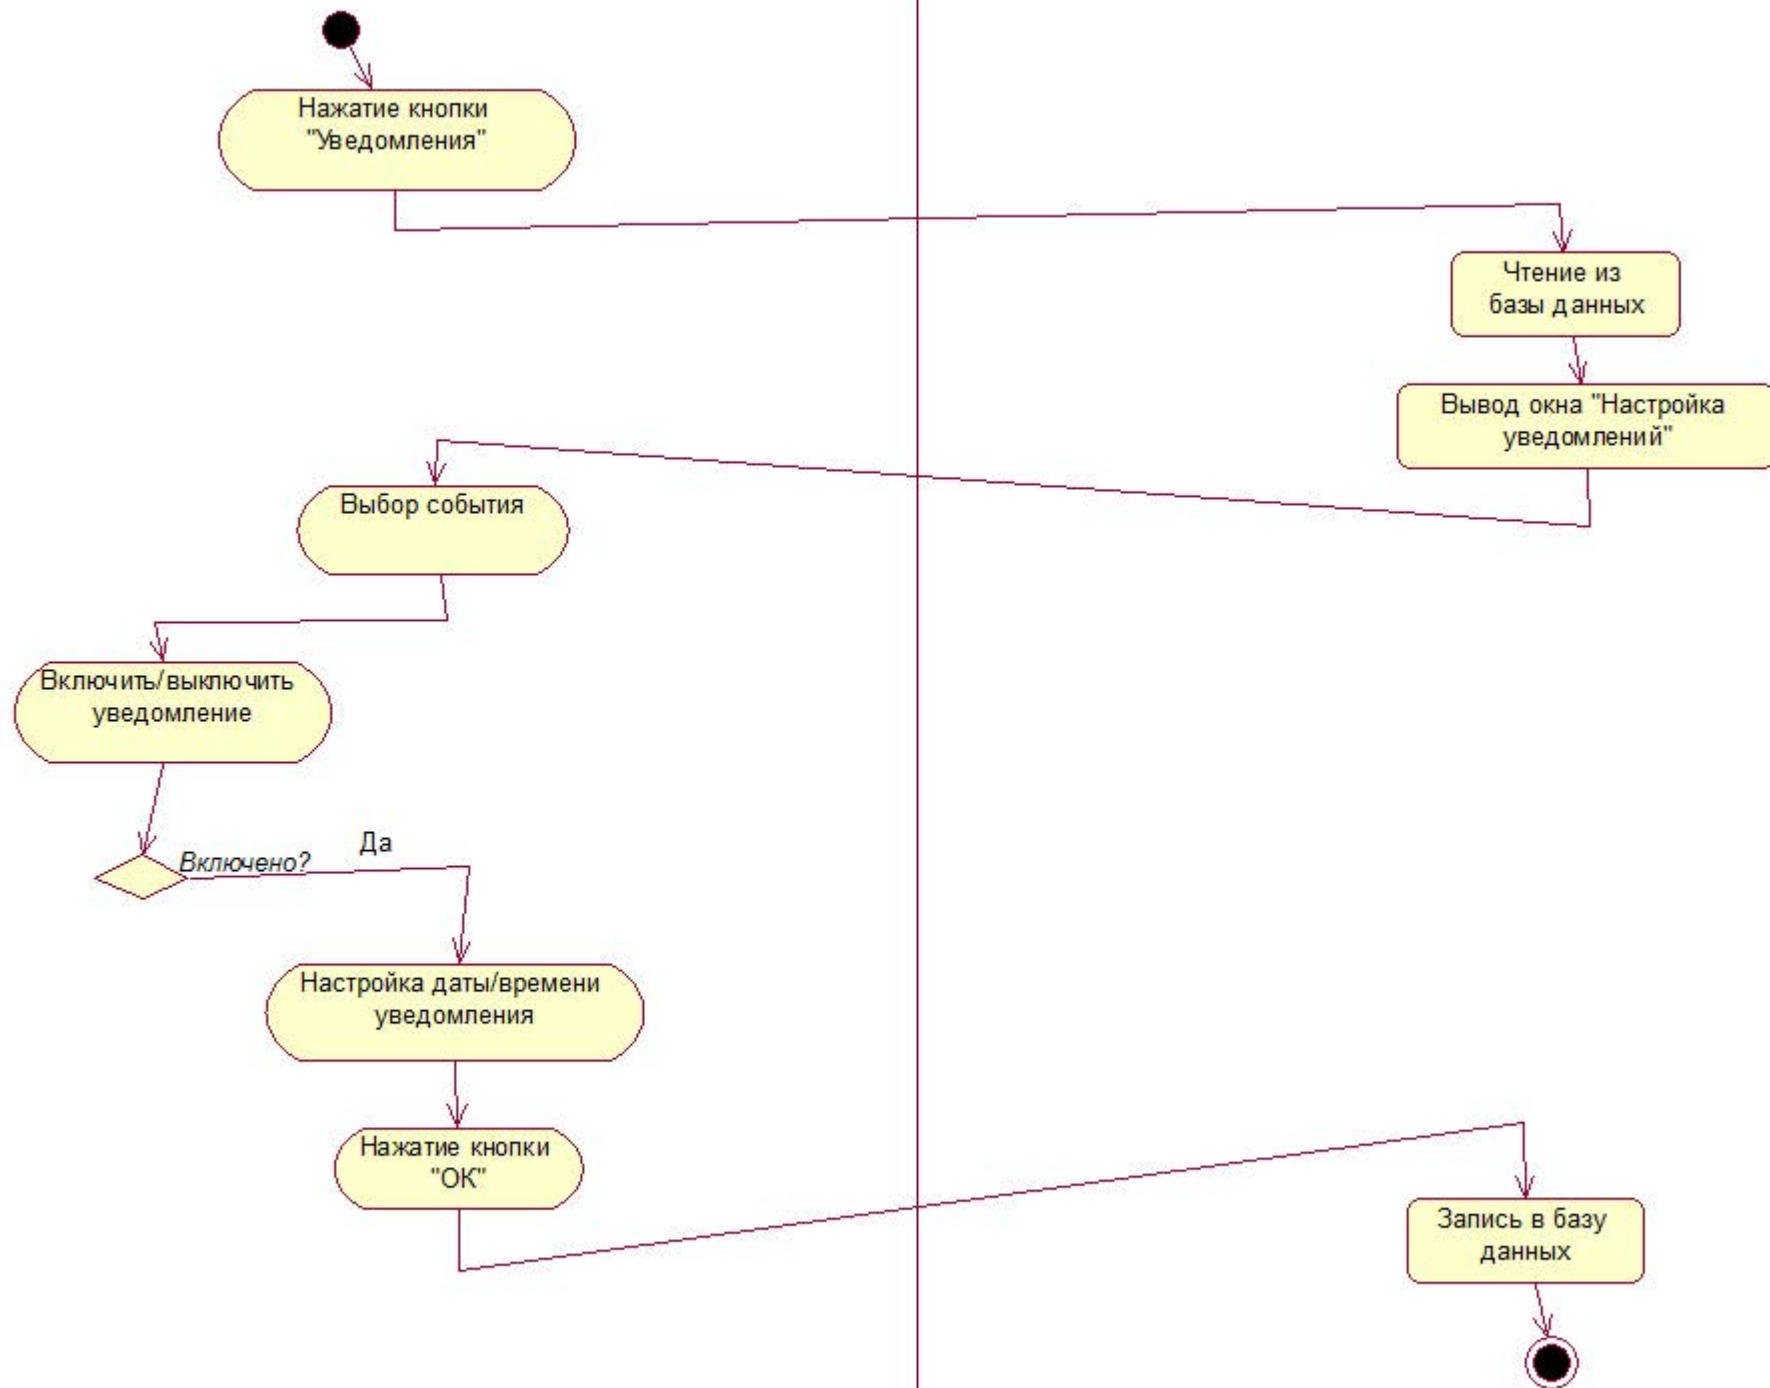 Нажатие кнопки
"Уведомления"
Чтение из
базы данных
Вывод окна "Настройка
уведомлений"
Выбор события
Включить/выключить
уведомление
Включено?
Да
Настройка даты/времени
уведомления
Нажатие кнопки
"ОК"
Запись в базу
данных